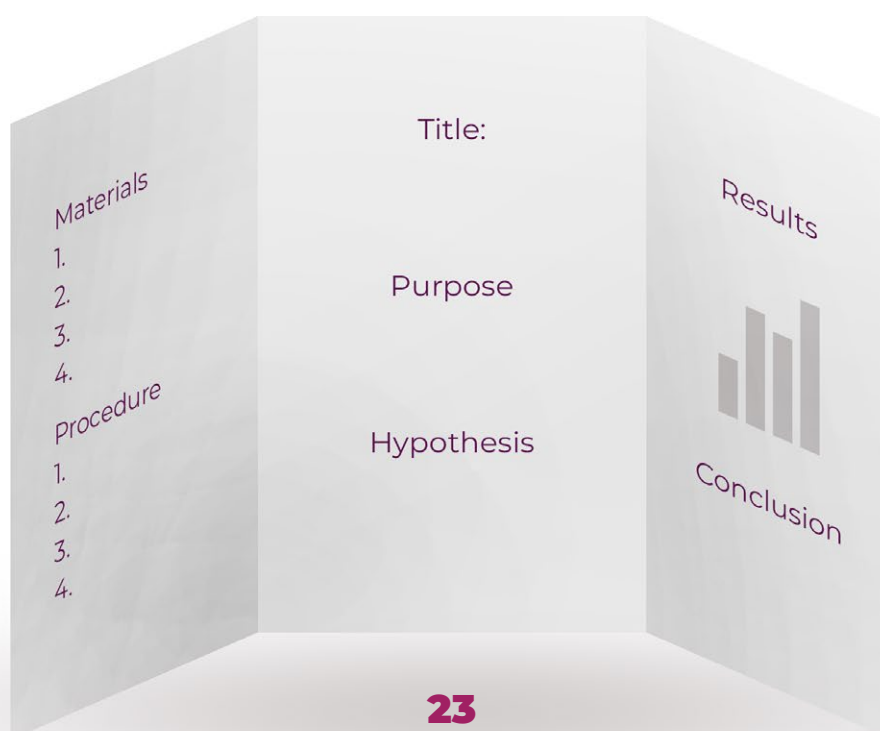 Materials
1.
2.
3.
4.
Procedure
1.
2.
3.
4.
Title:
Purpose
Hypothesis
Results
Conclusion
23